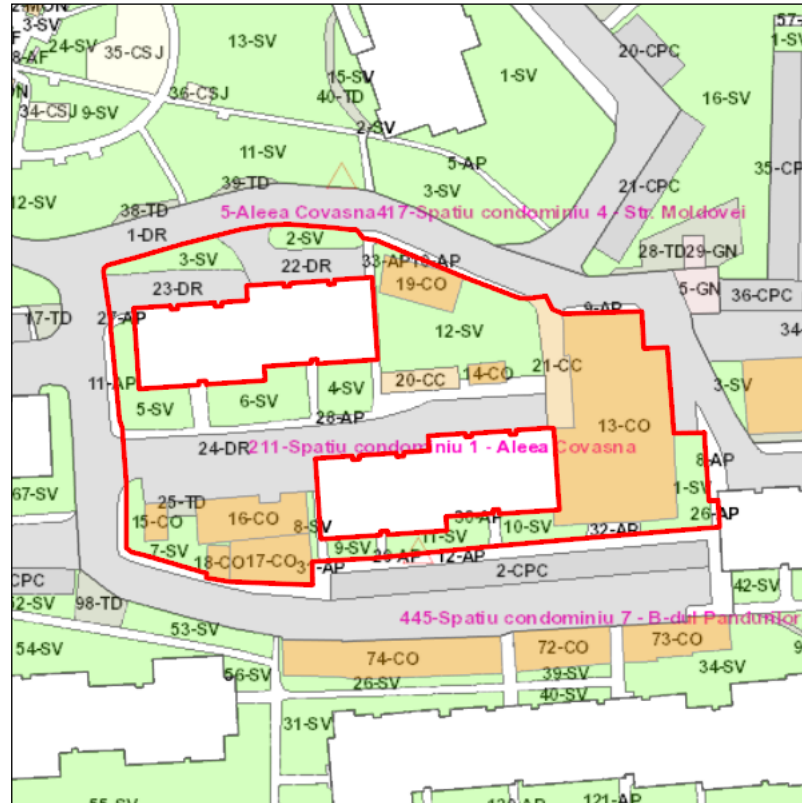 3-SV
24-SV
35-CSJ
13-SV
20-CPC
57-
1-SV
15-SV
1-SV
36-CSJ
40-TD
16-SV
34-CSJ
9-SV
2-SV
11-SV
5-AP
35-CP
39-TD
3-SV
21-CPC
12-SV
38-TD
5-Aleea Covasna
417-Spatiu condominiu 4 - Str. Moldovei
1-DR
2-SV
28-TD
29-GN
3-SV
22-DR
33-AP
23-DR
19-CO
5-GN
36-CPC
9-AP
17-TD
27-AP
12-SV
34-
21-CC
11-AP
20-CC
14-CO
3-SV
4-SV
5-SV
6-SV
28-AP
13-CO
24-DR
211-Spatiu condominiu 1 - Aleea Covasna
8-AP
67-SV
1-SV
25-TD
15-CO
16-CO
8-SV
30-AP
10-SV
32-AP
26-AP
11-SV
7-SV
9-SV
12-AP
18-CO
17-CO
CPC
2-CPC
42-SV
98-TD
445-Spatiu condominiu 7 - B-dul Pandurilor
53-SV
54-SV
74-CO
72-CO
73-CO
56-SV
26-SV
39-SV
34-SV
40-SV
31-SV
55-SV
121-AP